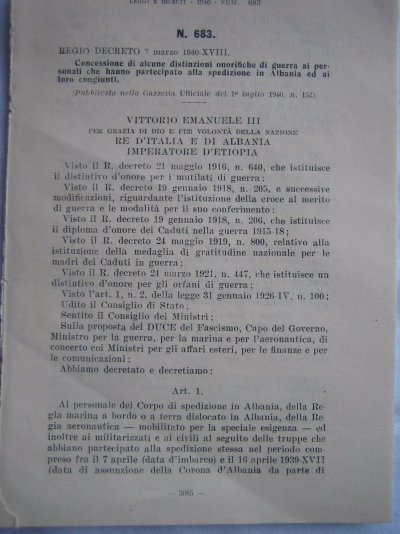 LEGGI E DECRETI - 1940 - NUM. 683
N. 683.
REGIO DECRETO 7 marzo 1940-XVIII.
Concessione di alcune distinzioni onorifiche di guerra ai per-
sonali che hanno partecipato alla spedizione in Albania ed ai
loro congiunti.
(Pubblicato nella Gazzetta Ufficiale del 1º luglio 1940, n. 152)
VITTORIO EMANUELE III
PER GRAZIA DI DIO E PER VOLONTÀ DELLA NAZIONE
RE D'ITALIA E DI ALBANIA
IMPERATORE D'ETIOPIA
Visto il R. decreto 21 maggio 1916, n. 640, che istituisce
il distintivo d'onore per i mutilati di guerra;
Visto il R. decreto 19 gennaio 1918, n. 205, e successive
modificazioni, riguardante l'istituzione della croce al merito
di guerra e le modalità per il suo conferimento;
Visto il R. decreto 19 gennaio 1918, n. 206, che istituisce
il diploma d'onore dei Caduti nella guerra 1915-18;
Visto il R. decreto 24 maggio 1919, n. 800, relativo alla
istituzione della medaglia di gratitudine nazionale per le
madri dei Caduti in guerra;
Visto il R. decreto 21 marzo 1921, n. 447, che istituisce un
distintivo d'onore per gli orfani di guerra;
Visto l'art. 1, n. 2, della legge 31 gennaio 1926-IV, n. 100;
Udito il Consiglio di Stato;
Sentito il Consiglio dei Ministri;
Sulla proposta del DUCE del Fascismo, Capo del Governo,
Ministro per la guerra, per la marina e per l'aeronautica, di
concerto coi Ministri per gli affari esteri, per le finanze e per
le comunicazioni;
Abbiamo decretato e decretiamo:
Art. 1.
Al personale del Corpo di spedizione in Albania, della Re-
gia marina a bordo o a terra dislocato in Albania, della Re-
gia aeronautica — mobilitato per la speciale esigenza — ed
inoltre ai militarizzati e ai civili al seguito delle truppe che
abbiano partecipato alla spedizione stessa nel periodo com-
preso fra il 7 aprile (data d'imbarco) e il 16 aprile 1939-XVII
(data di assunzione della Corona d'Albania da parte di
— 3085 —